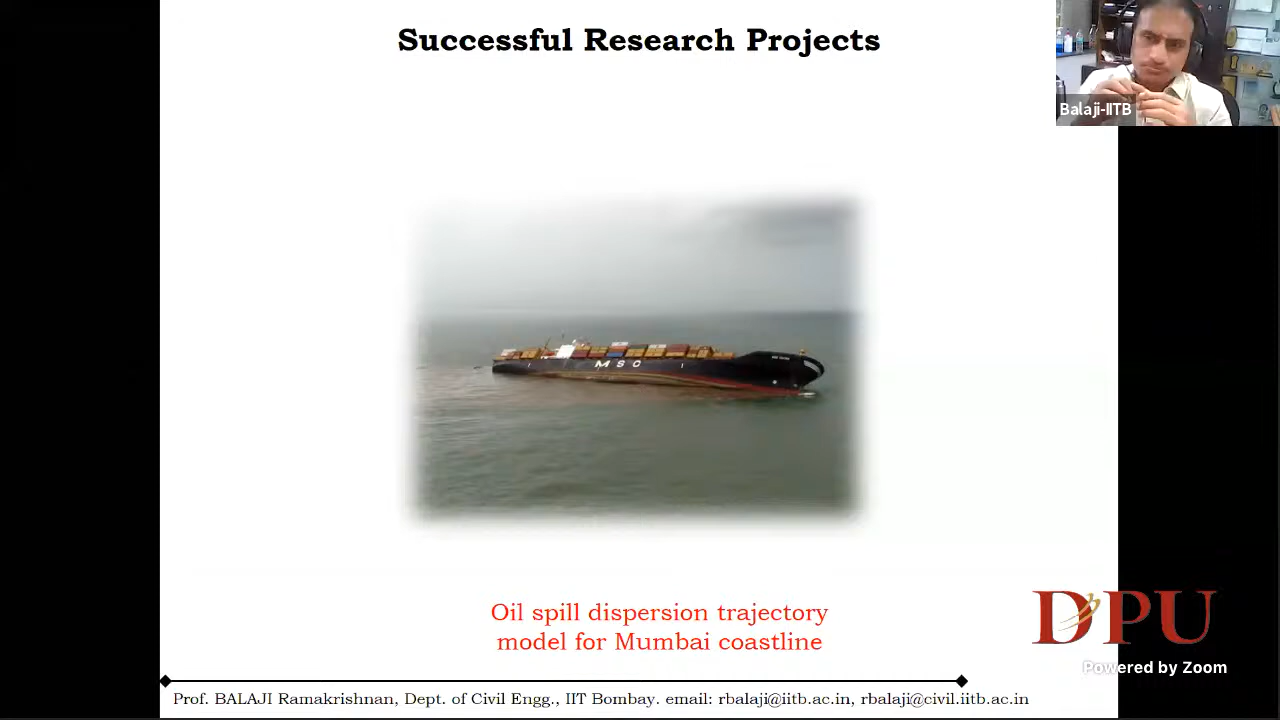 Successful Research Projects
Balaji-IITB
MSC
Oil spill dispersion trajectory
model for Mumbai coastline
DPU
Powered by Zoom
Prof. BALAJI Ramakrishnan, Dept. of Civil Engg., IIT Bombay. email: rbalaji@iitb.ac.in, rbalaji@civil.iitb.ac.in